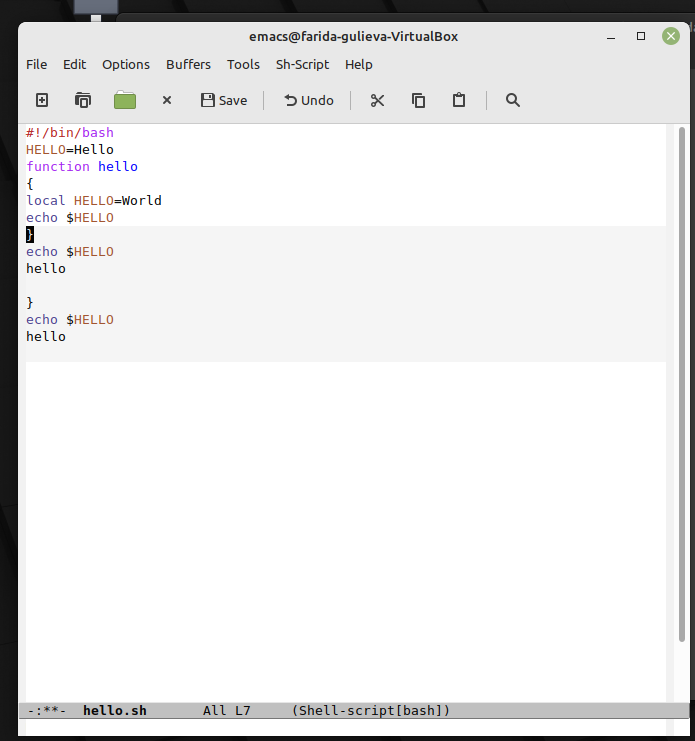 emacs@farida-gulieva-VirtualBox
File Edit Options Buffers Tools Sh-Script Help
Save Undo
#!/bin/bash
HELLO=Hello
function hello
{
local HELLO=World
echo $HELLO
}
echo $HELLO
hello
}
echo $HELLO
hello
-:**- hello.sh All L7 (Shell-script[bash])